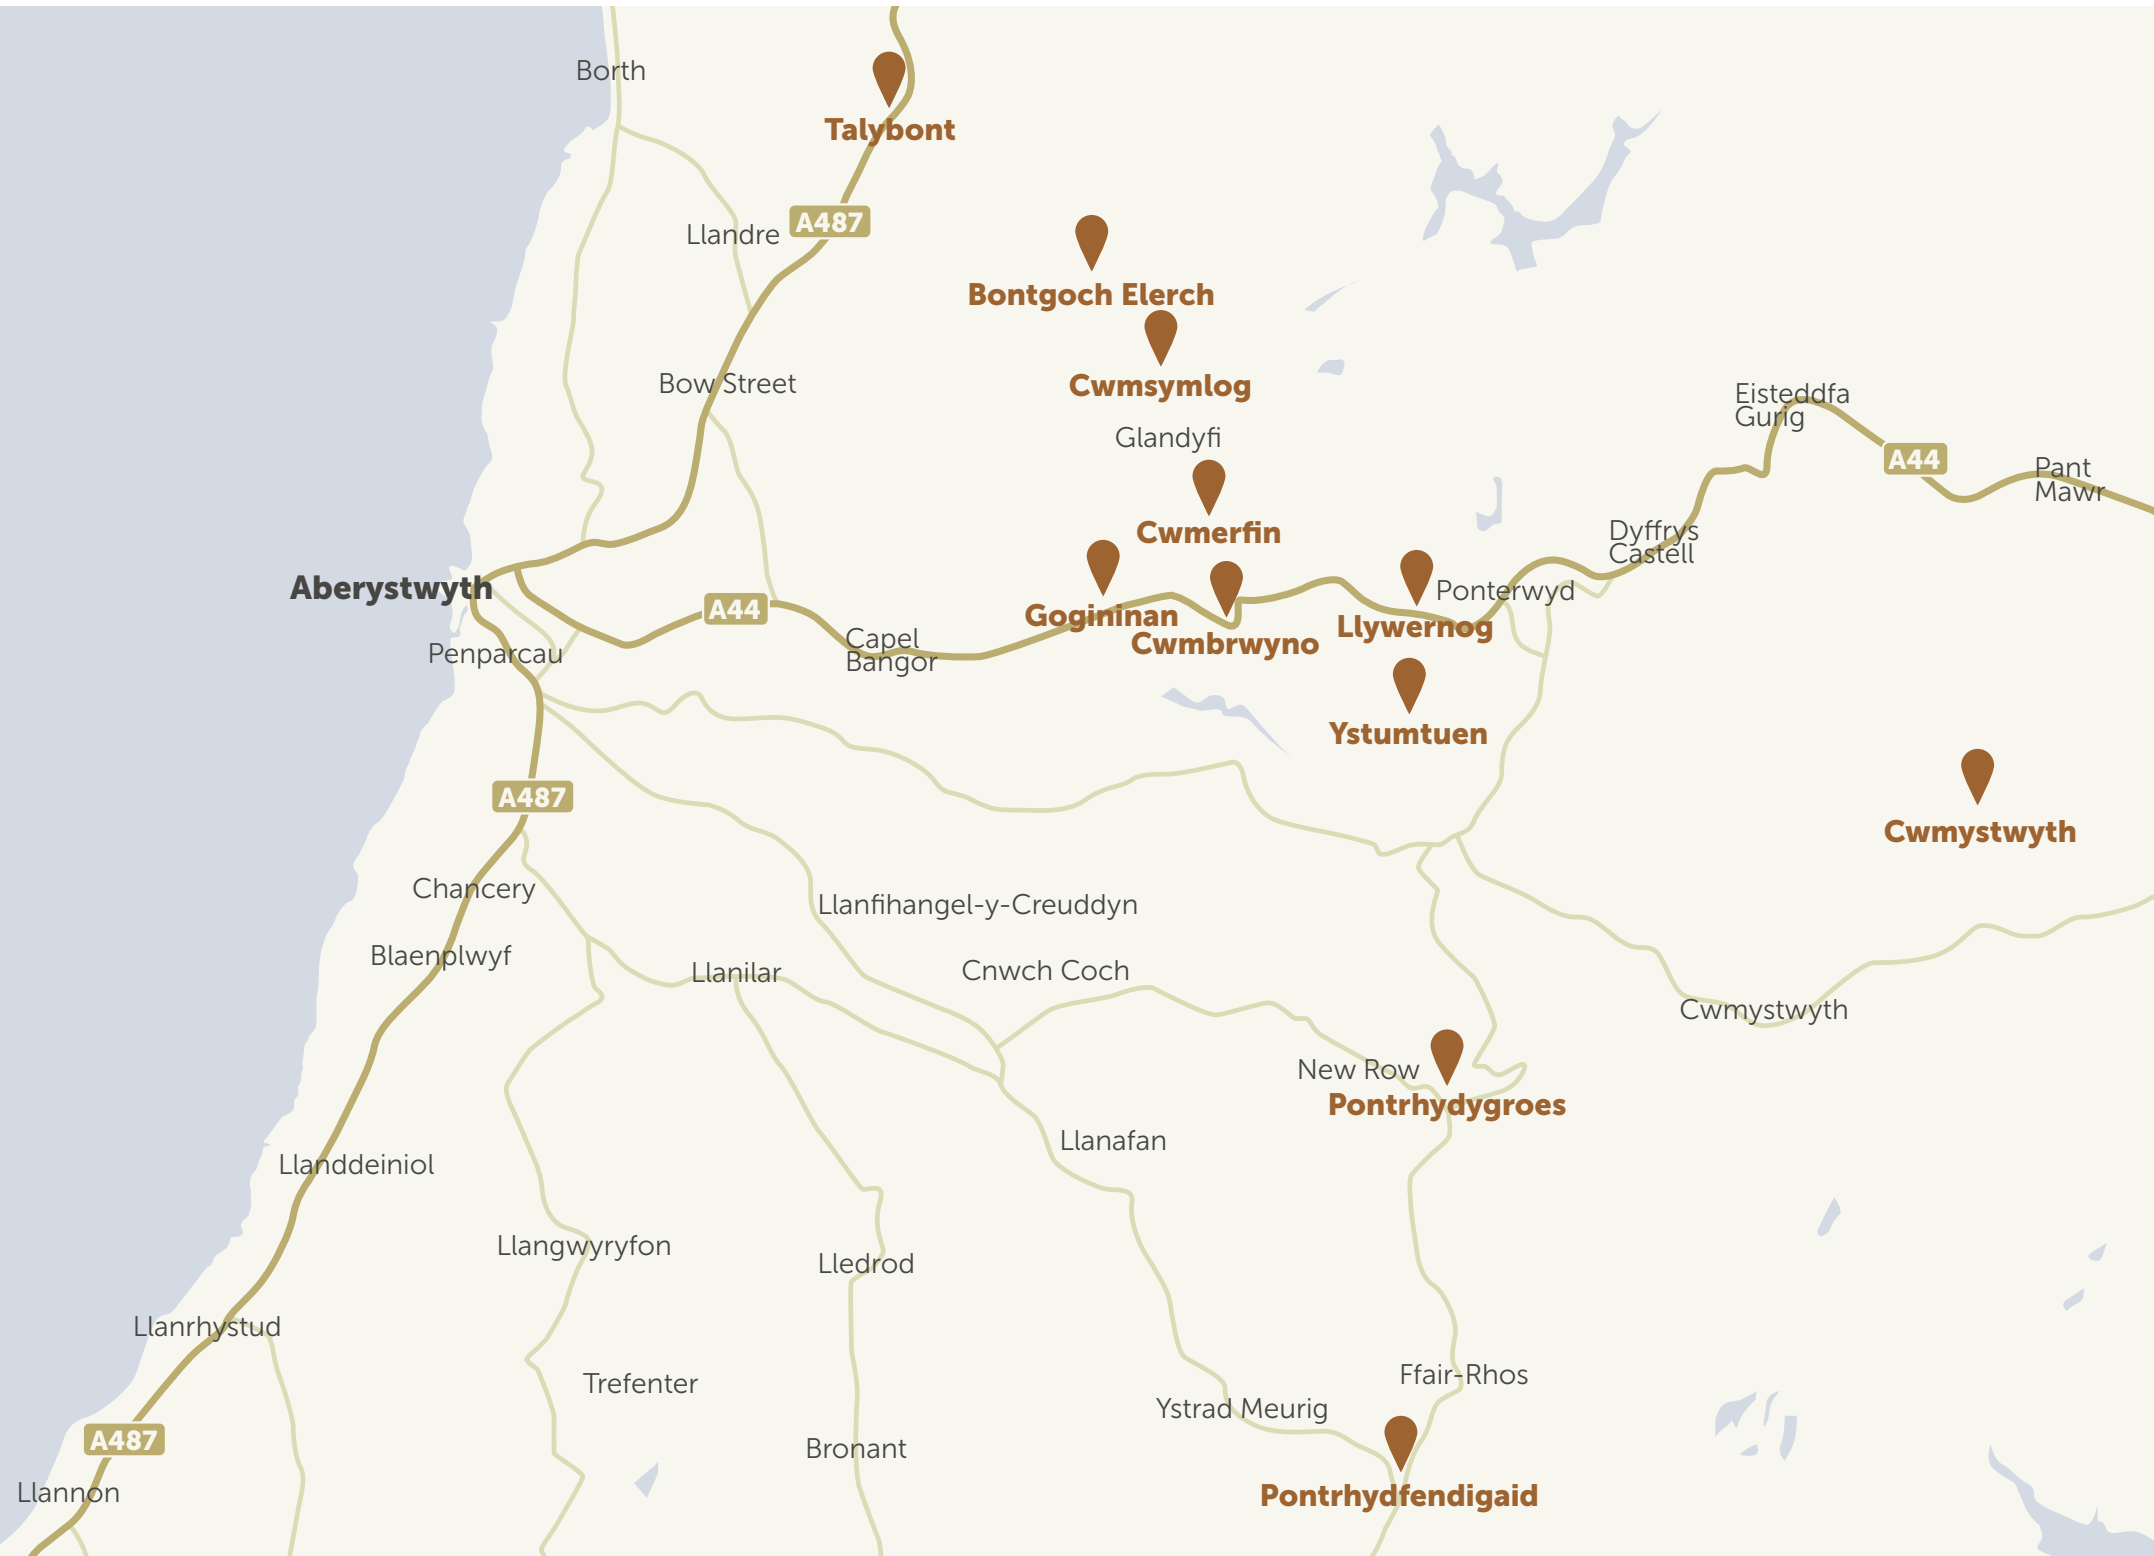 Borth
Talybont
A487
Llandre
Bontgoch Elerch
Cwmsymlog
Bow Street
Eisteddfa
Gurig
Glandyfi
A44
Pant
Mawr
Cwmerfin
Dyffrys
Castell
Aberystwyth
Ponterwyd
A44
Gogininan
Llywernog
Capel
Bangor
Cwmbrwyno
Penparcau
Ystumtuen
A487
Cwmystwyth
Chancery
Llanfihangel-y-Creuddyn
Blaenplwyf
Llanilar
Cnwch Coch
Cwmystwyth
New Row
Pontrhydygroes
Llanafan
Llanddeiniol
Llangwyryfon
Lledrod
Llanrhystud
Ffair-Rhos
Trefenter
Ystrad Meurig
A487
Bronant
Llannon
Pontrhydfendigaid